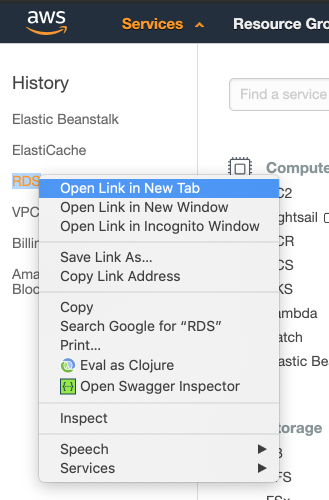 aws
Services
Resource Gro
History
Find a service
Elastic Beanstalk
ElastiCache
RDS
VPC
Billin
Ama
Bloc
Open Link in New Tab
Open Link in New Window
Open Link in Incognito Window
Save Link As...
Copy Link Address
Copy
Search Google for “RDS”
Print...
Eval as Clojure
Open Swagger Inspector
Inspect
Speech
Services
Compute
C2
ghtsail
CR
CS
KS
ambda
atch
lastic Bea
torage
3
FS
FSx